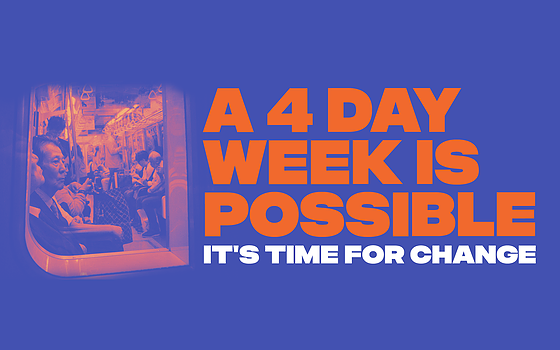 A 4 DAY
WEEK IS
POSSIBLE
IT'S TIME FOR CHANGE